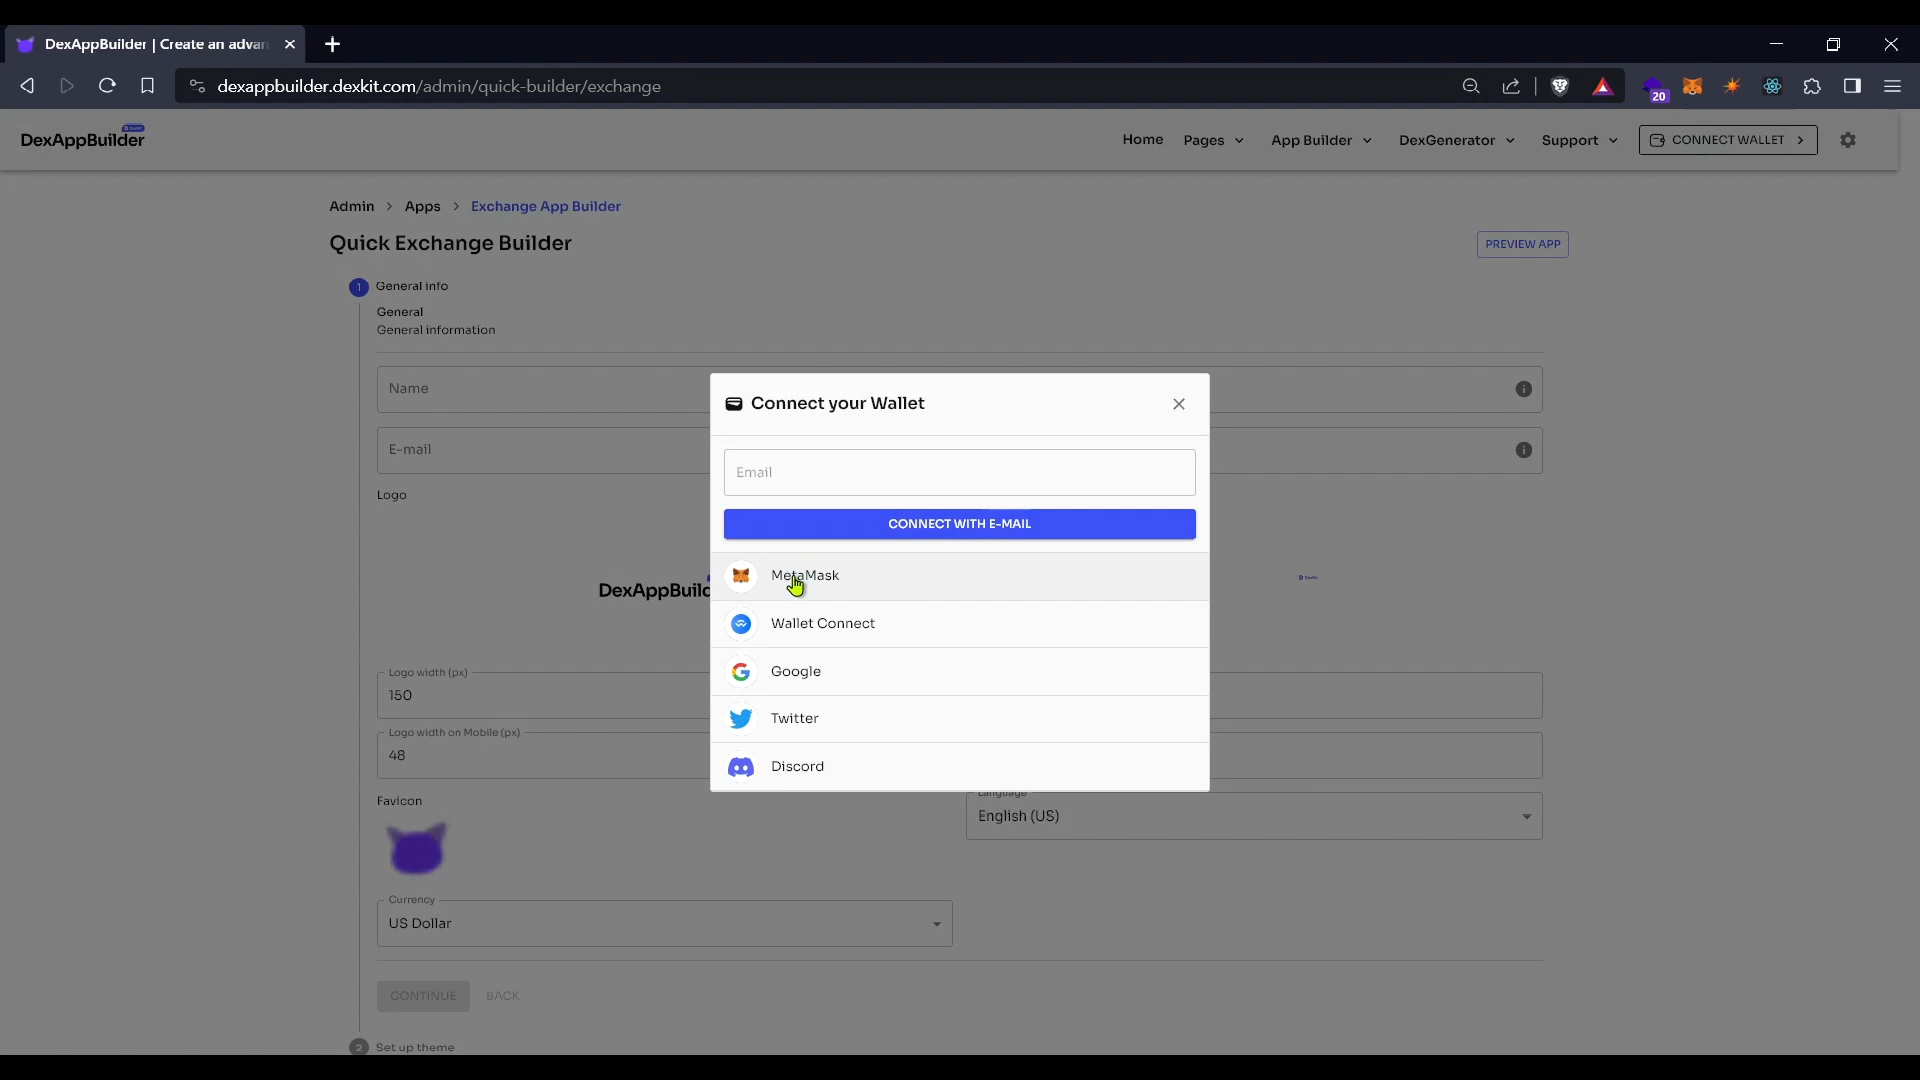 DexAppBuilder | Create an advan
dexappbuilder.dexkit.com/admin/quick-builder/exchange
20
DexAppBuilder
Home
Pages
App Builder
DexGenerator
Support
CONNECT WALLET
Admin > Apps > Exchange App Builder
Quick Exchange Builder
PREVIEW APP
1 General info
General
General information
Name
E-mail
Logo
DexAppBuild
Logo width (px)
150
Logo width on Mobile (px)
48
Favicon
Language
English (US)
Currency
US Dollar
CONTINUE
BACK
2 Set up theme
Connect your Wallet
Email
CONNECT WITH E-MAIL
MetaMask
Wallet Connect
Google
Twitter
Discord